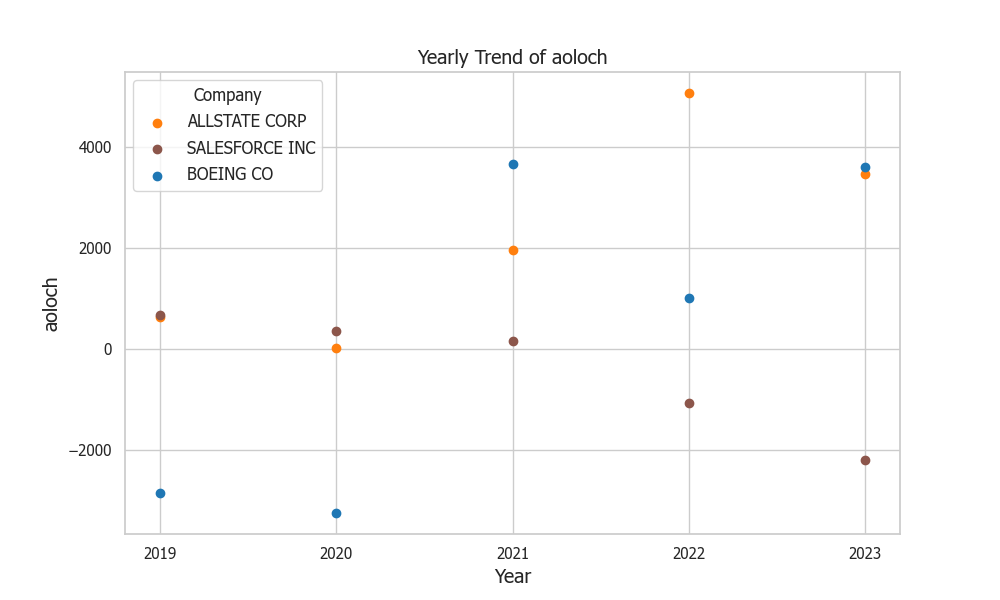 Yearly Trend of aoloch
Company
ALLSTATE CORP
SALESFORCE INC
BOEING CO
aoloch
4000
2000
0
−2000
2019 2020 2021 2022 2023
Year